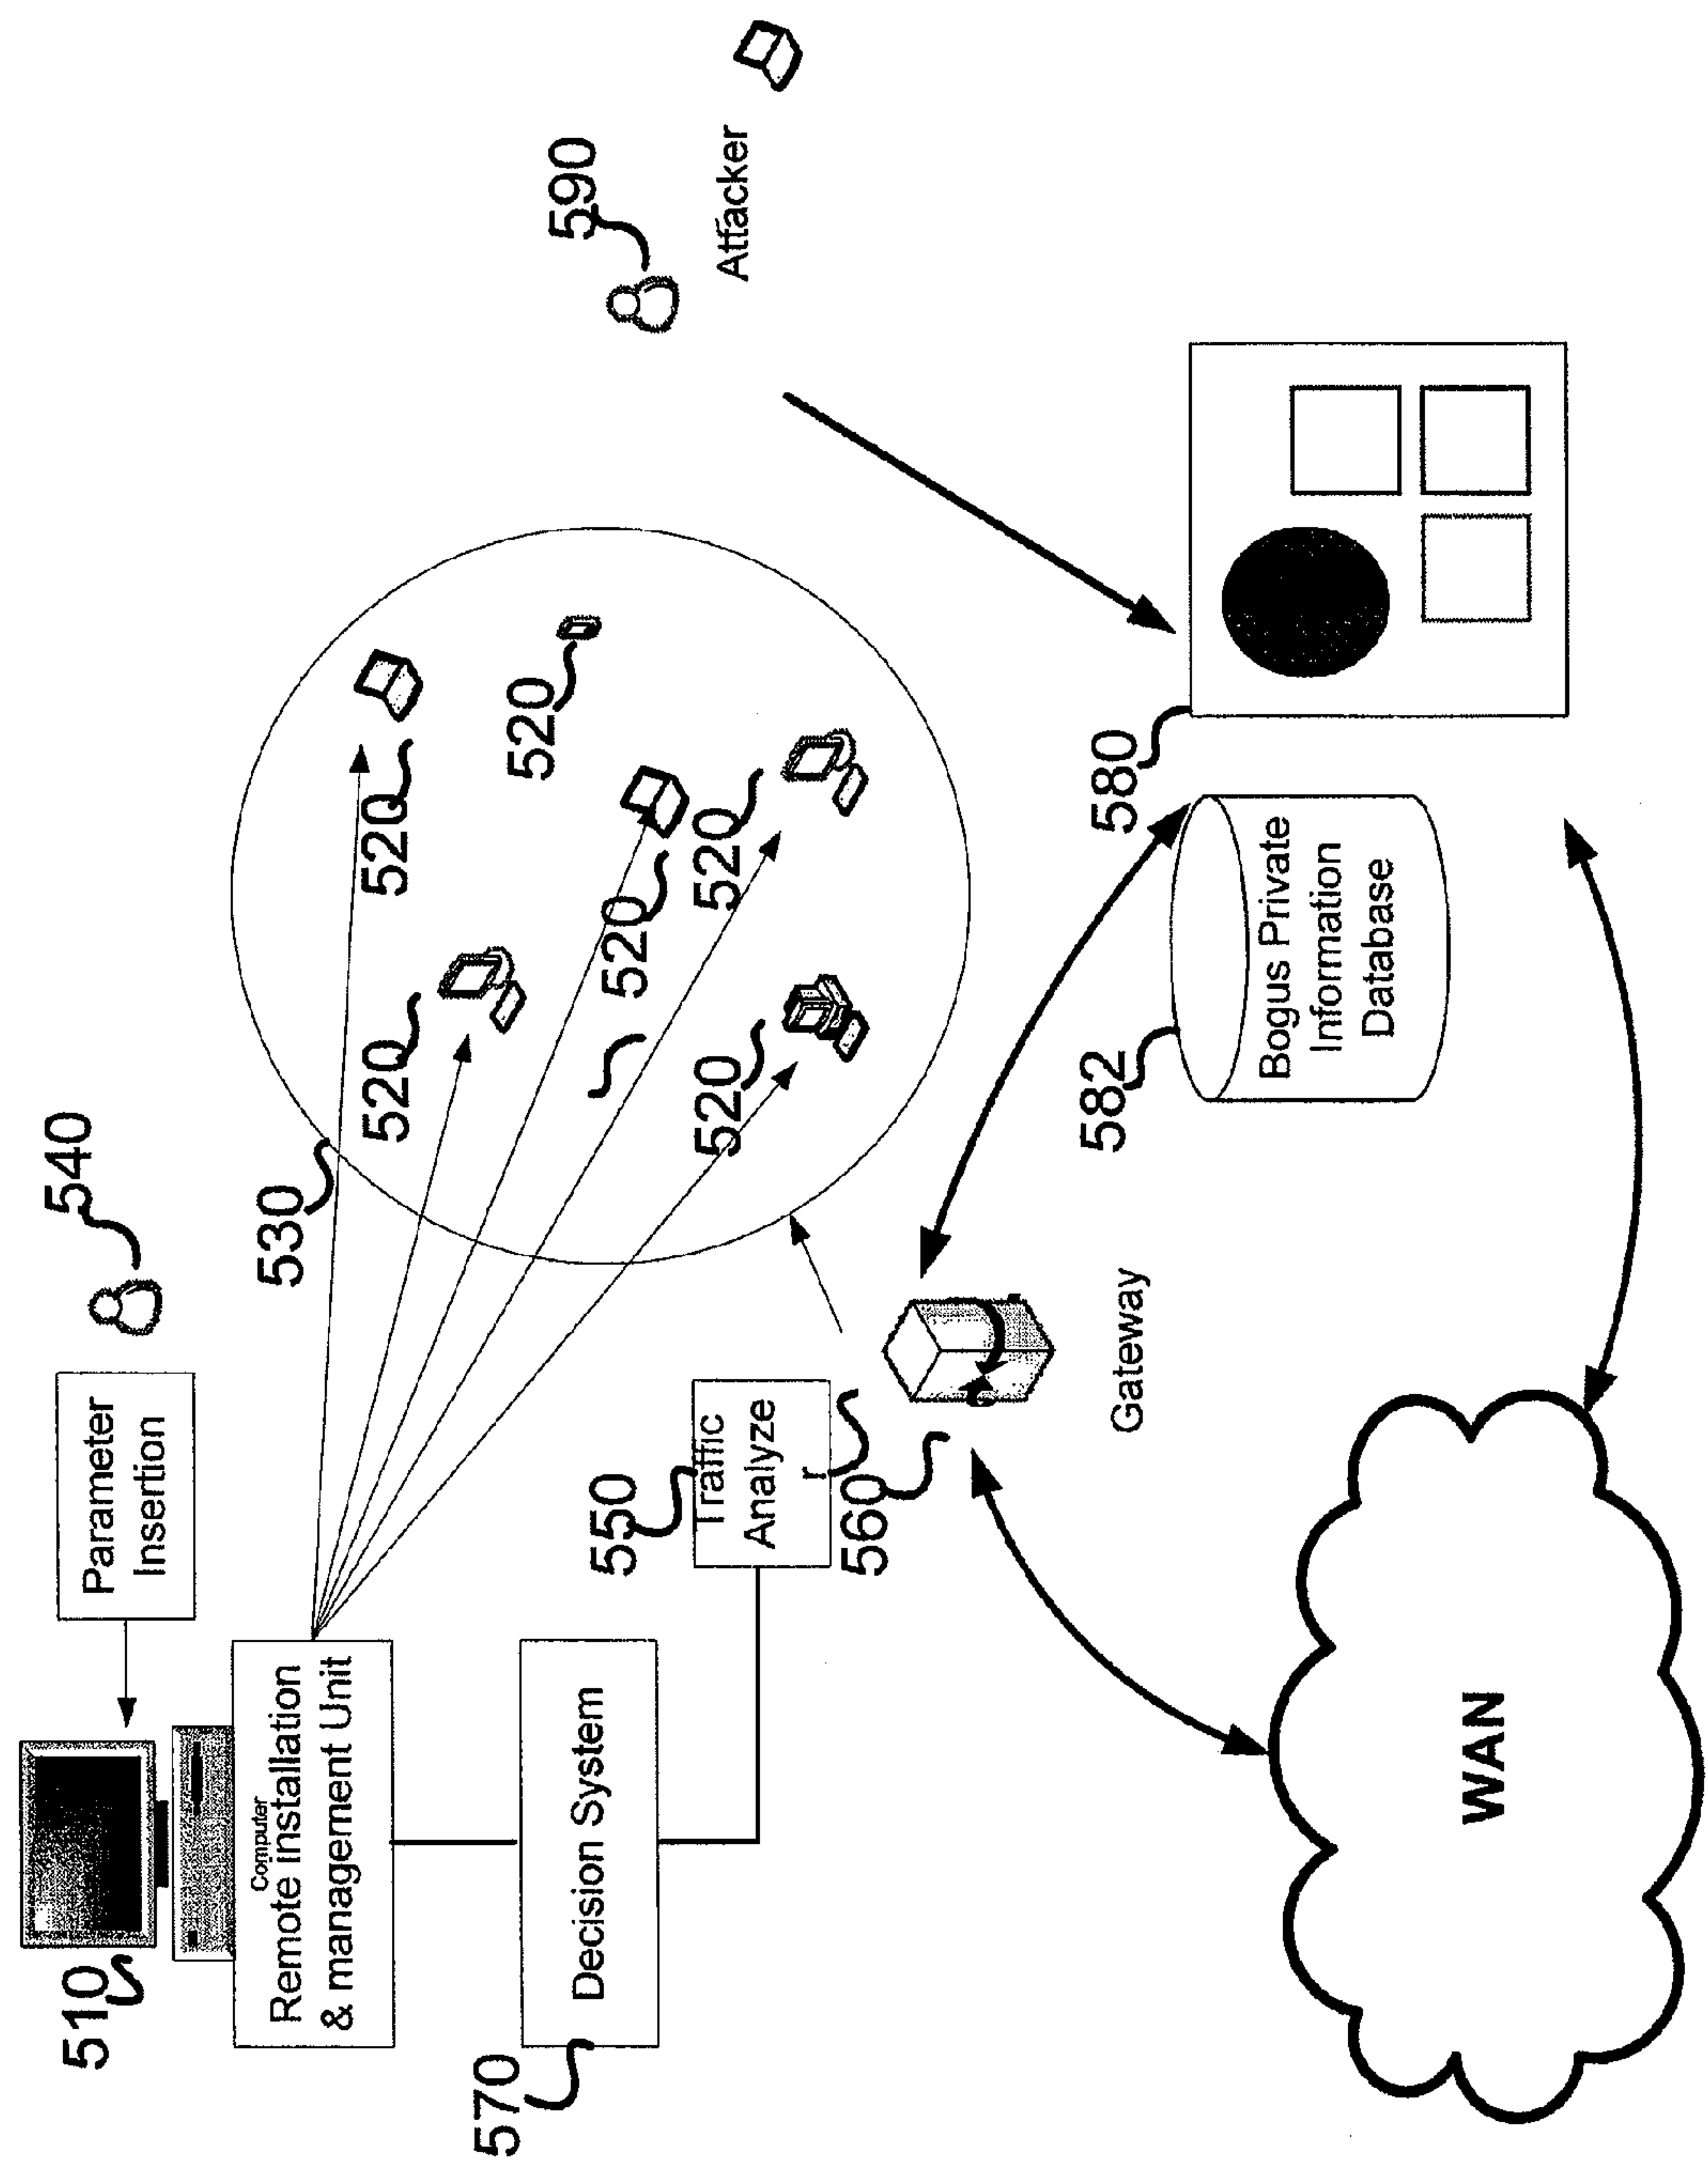 510
540
Parameter
Insertion
Computer
Remote installation
& management Unit
530
520
520
520
520
520
520
590
Attacker
570
Decision System
550
Traffic
Analyze
r
560
Gateway
580
582
Bogus Private
Information
Database
WAN